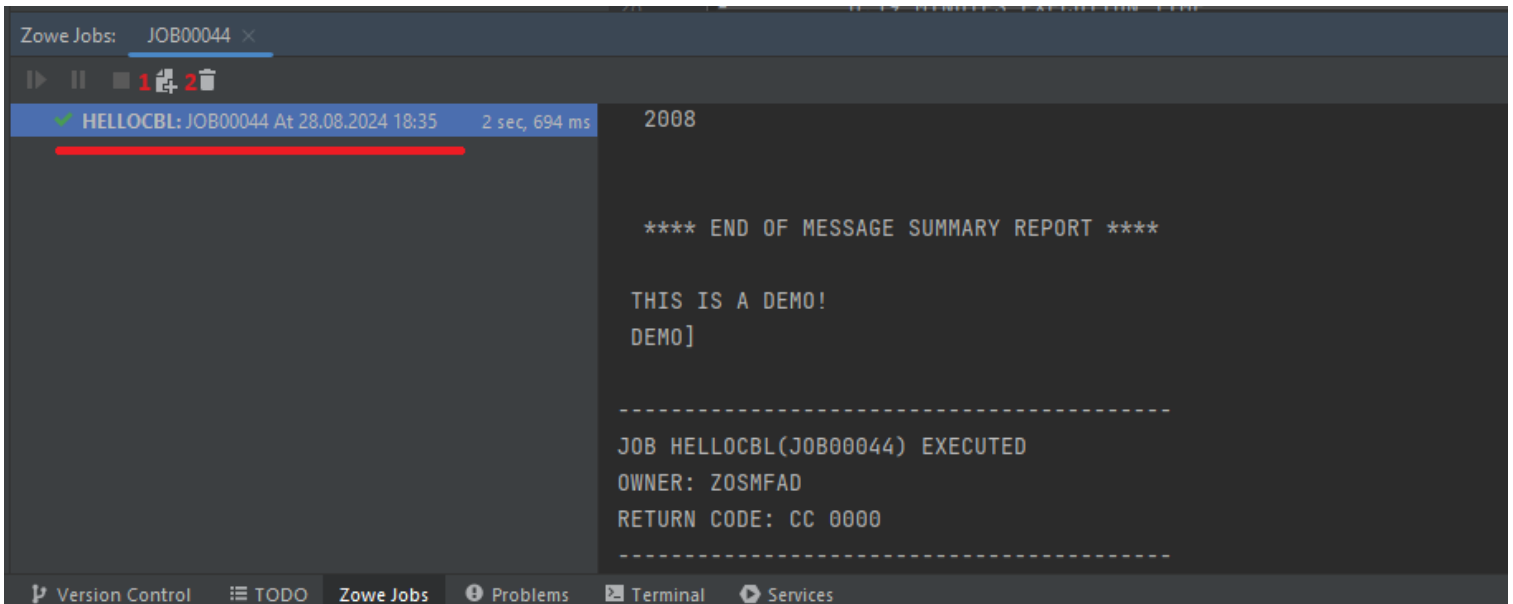 Zowe Jobs: JOB00044
1 2
HELLOCBL: JOB00044 At 28.08.2024 18:35 2 sec, 694 ms
2008
**** END OF MESSAGE SUMMARY REPORT ****
THIS IS A DEMO!
DEMO]
------------------------------------------
JOB HELLOCBL(JOB00044) EXECUTED
OWNER: ZOSMFAD
RETURN CODE: CC 0000
------------------------------------------
Version Control TODO Zowe Jobs Problems Terminal Services